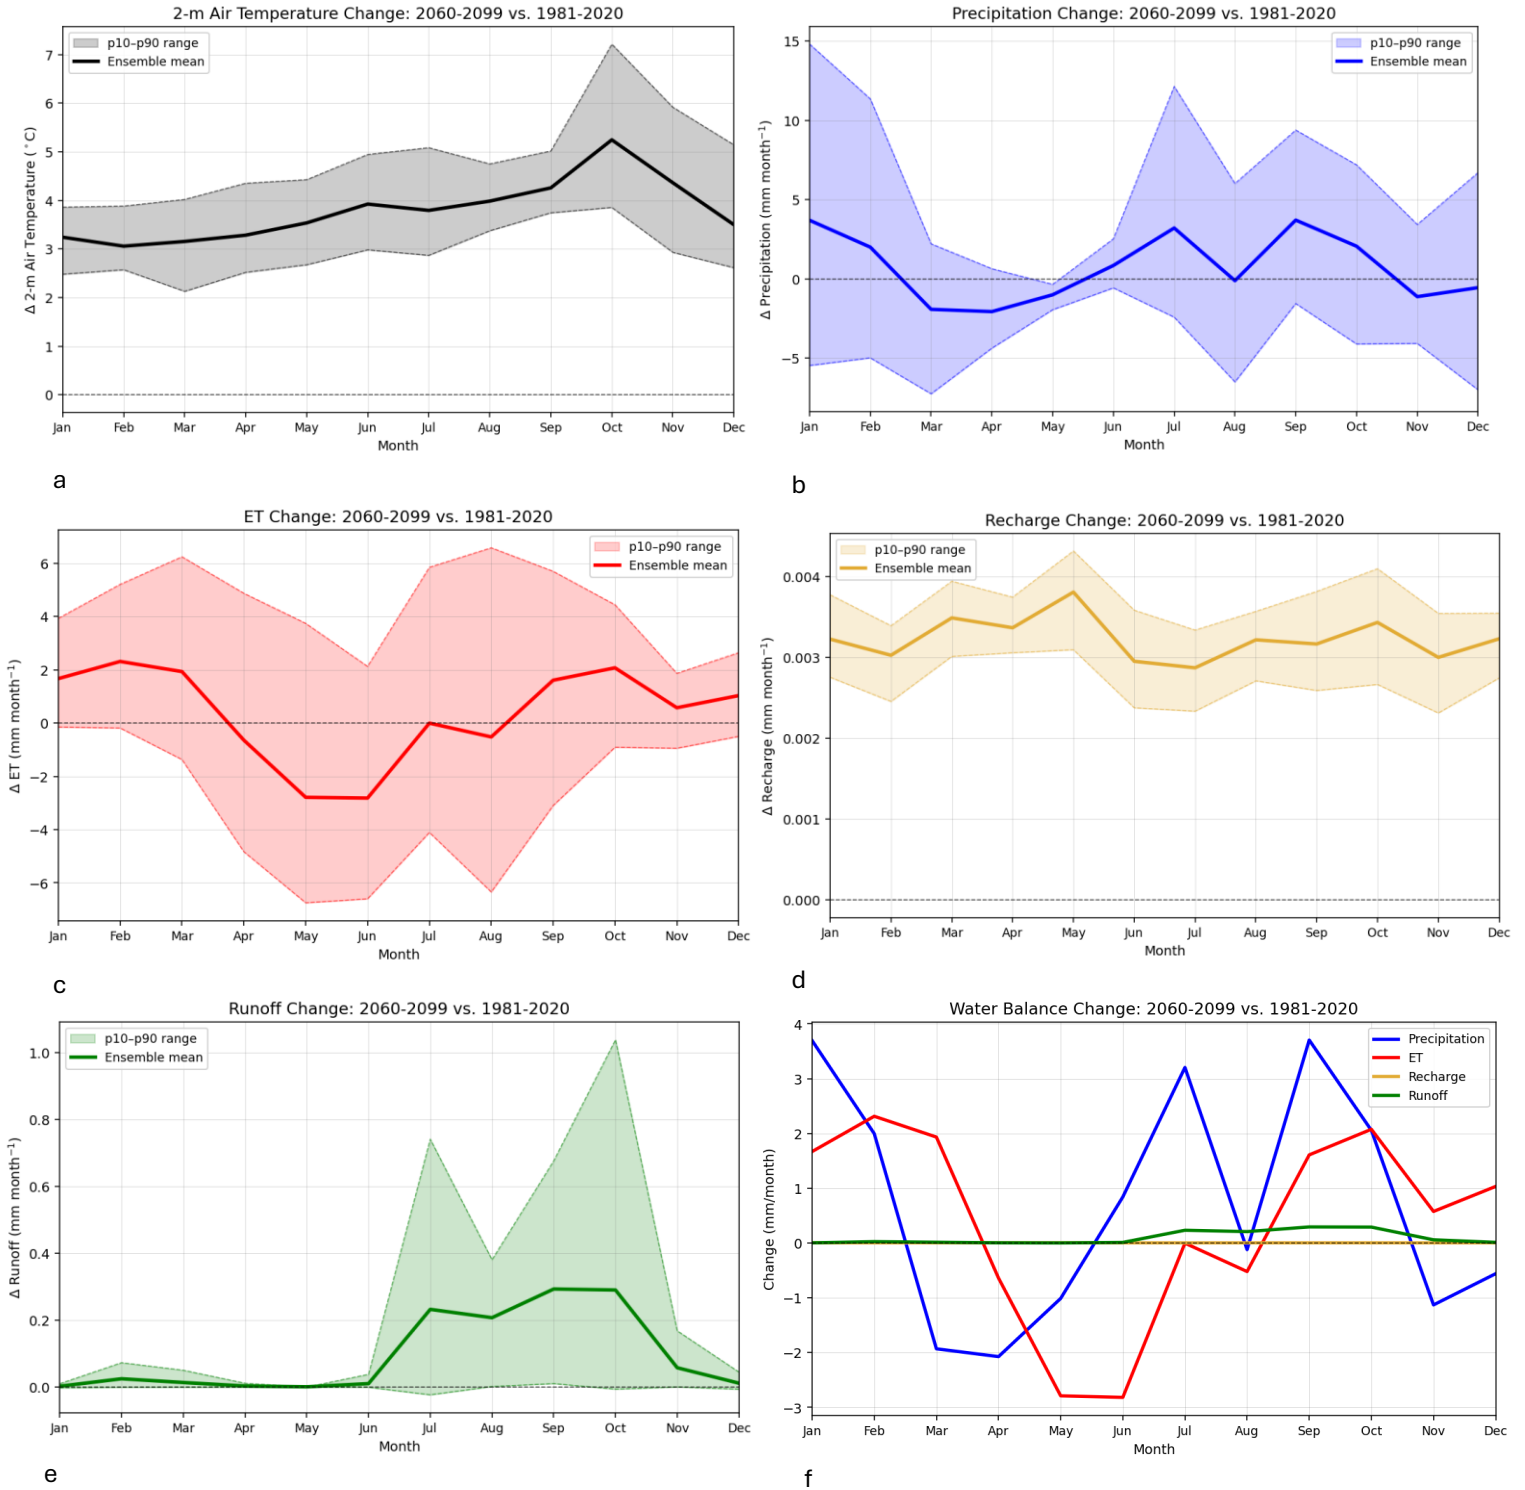 2-m Air Temperature Change: 2060-2099 vs. 1981-2020
p10–p90 range
Ensemble mean
Δ 2-m Air Temperature (°C)
7
6
5
4
3
2
1
0
Jan Feb Mar Apr May Jun Jul Aug Sep Oct Nov Dec
Month
a
Precipitation Change: 2060-2099 vs. 1981-2020
p10–p90 range
Ensemble mean
Δ Precipitation (mm month⁻¹)
15
10
5
0
−5
Jan Feb Mar Apr May Jun Jul Aug Sep Oct Nov Dec
Month
b
ET Change: 2060-2099 vs. 1981-2020
p10–p90 range
Ensemble mean
Δ ET (mm month⁻¹)
6
4
2
0
−2
−4
−6
Jan Feb Mar Apr May Jun Jul Aug Sep Oct Nov Dec
Month
c
Recharge Change: 2060-2099 vs. 1981-2020
p10–p90 range
Ensemble mean
Δ Recharge (mm month⁻¹)
0.004
0.003
0.002
0.001
0.000
Jan Feb Mar Apr May Jun Jul Aug Sep Oct Nov Dec
Month
d
Runoff Change: 2060-2099 vs. 1981-2020
p10–p90 range
Ensemble mean
Δ Runoff (mm month⁻¹)
1.0
0.8
0.6
0.4
0.2
0.0
Jan Feb Mar Apr May Jun Jul Aug Sep Oct Nov Dec
Month
e
Water Balance Change: 2060-2099 vs. 1981-2020
Precipitation
ET
Recharge
Runoff
Change (mm/month)
4
3
2
1
0
−1
−2
−3
Jan Feb Mar Apr May Jun Jul Aug Sep Oct Nov Dec
Month
f